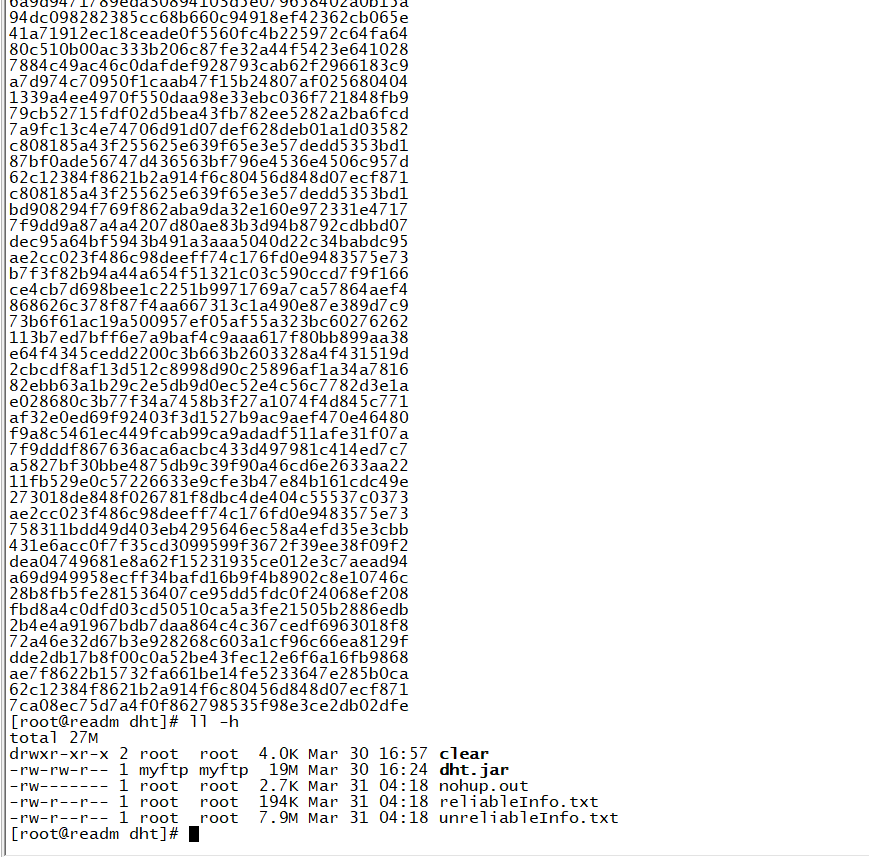 6a9d9471789eda30894103d5e079658402a0b15a
94dc098282385cc68b660c94918ef42362cb065e
41a71912ec18ceade0f5560fc4b225972c64fa64
80c510b00ac333b206c87fe32a44f5423e641028
7884c49ac46c0dafdef928793cab62f2966183c9
a7d974c70950f1caab47f15b24807af025680404
1339a4ee4970f550daa98e33ebc036f721848fb9
79cb52715fdf02d5bea43fb782ee5282a2ba6fcd
7a9fc13c4e74706d91d07def628deb01a1d03582
c808185a43f255625e639f65e3e57dedd5353bd1
87bf0ade56747d436563bf796e4536e4506c957d
62c12384f8621b2a914f6c80456d848d07ecf871
c808185a43f255625e639f65e3e57dedd5353bd1
bd908294f769f862aba9da32e160e972331e4717
7f9dd9a87a4a4207d80ae83b3d94b8792cdbbd07
dec95a64bf5943b491a3aaa5040d22c34babdc95
ae2cc023f486c98deeff74c176fd0e9483575e73
b7f3f82b94a44a654f51321c03c590ccd7f9f166
ce4cb7d698bee1c2251b9971769a7ca57864aef4
868626c378f87f4aa667313c1a490e87e389d7c9
73b6f61ac19a500957ef05af55a323bc60276262
113b7ed7bff6e7a9baf4c9aaa617f80bb899aa38
e64f4345cedd2200c3b663b2603328a4f431519d
2cbcdf8af13d512c8998d90c25896af1a34a7816
82ebb63a1b29c2e5db9d0ec52e4c56c7782d3e1a
e028680c3b77f34a7458b3f27a1074f4d845c771
af32e0ed69f92403f3d1527b9ac9aef470e46480
f9a8c5461ec449fcab99ca9adadf511afe31f07a
7f9dddf867636aca6acbc433d497981c414ed7c7
a5827bf30bbe4875db9c39f90a46cd6e2633aa22
11fb529e0c57226633e9cfe3b47e84b161cdc49e
273018de848f026781f8dbc4de404c55537c0373
ae2cc023f486c98deeff74c176fd0e9483575e73
758311bdd49d403eb4295646ec58a4efd35e3cbb
431e6acc0f7f35cd3099599f3672f39ee38f09f2
dea04749681e8a62f15231935ce012e3c7aead94
a69d949958ecff34bafd16b9f4b8902c8e10746c
28b8fb5fe281536407ce95dd5fdc0f24068ef208
fbd8a4c0dfd03cd50510ca5a3fe21505b2886edb
2b4e4a91967bdb7daa864c4c367cedf6963018f8
72a46e32d67b3e928268c603a1cf96c66ea8129f
dde2db17b8f00c0a52be43fec12e6f6a16fb9868
ae7f8622b15732fa661be14fe5233647e285b0ca
62c12384f8621b2a914f6c80456d848d07ecf871
7ca08ec75d7a4f0f862798535f98e3ce2db02dfe
[root@readm dht]# ll -h
total 27M
drwxr-xr-x 2 root  root  4.0K Mar 30 16:57 clear
-rw-rw-r-- 1 myftp myftp  19M Mar 30 16:24 dht.jar
-rw------- 1 root  root  2.7K Mar 31 04:18 nohup.out
-rw-r--r-- 1 root  root  194K Mar 31 04:18 reliableInfo.txt
-rw-r--r-- 1 root  root  7.9M Mar 31 04:18 unreliableInfo.txt
[root@readm dht]#